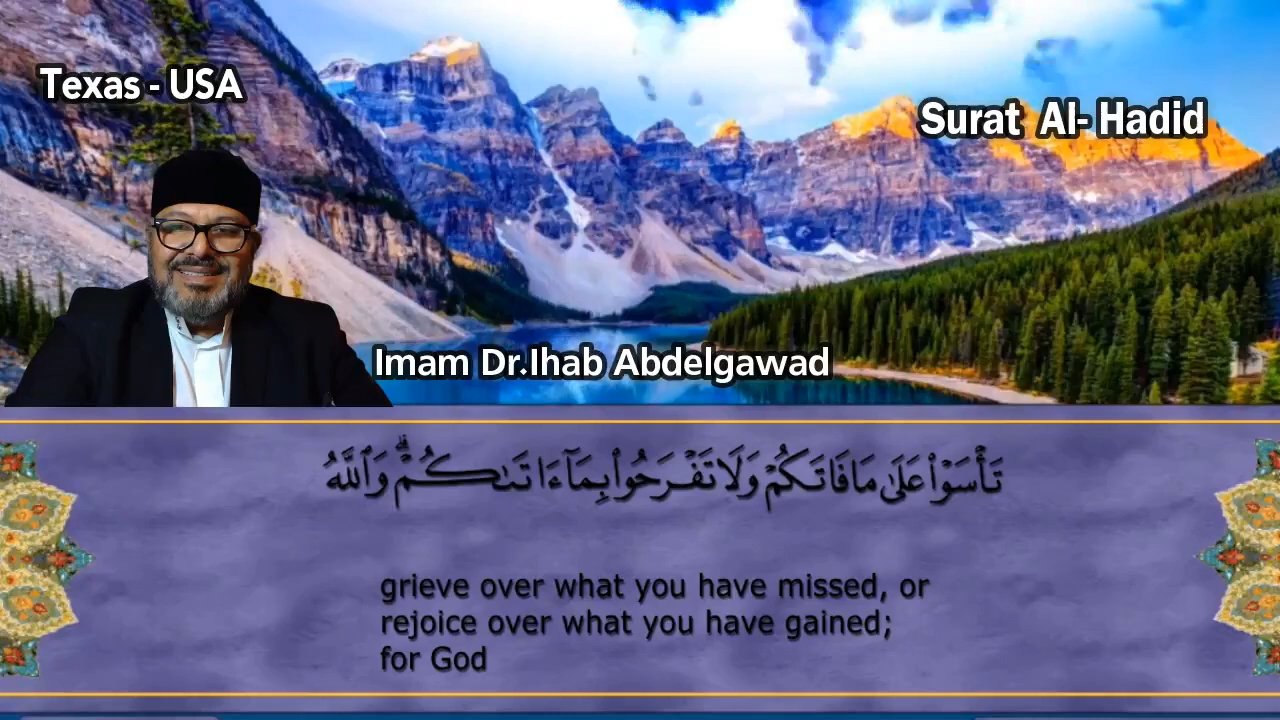 Texas - USA
Surat Al- Hadid
Imam Dr.Ihab Abdelgawad
تَأْسَوْا۟ عَلَىٰ مَا فَاتَكُمْ وَلَا تَفْرَحُوا۟ بِمَآ ءَاتَىٰكُمْ ۗ وَٱللَّهُ
grieve over what you have missed, or
rejoice over what you have gained;
for God